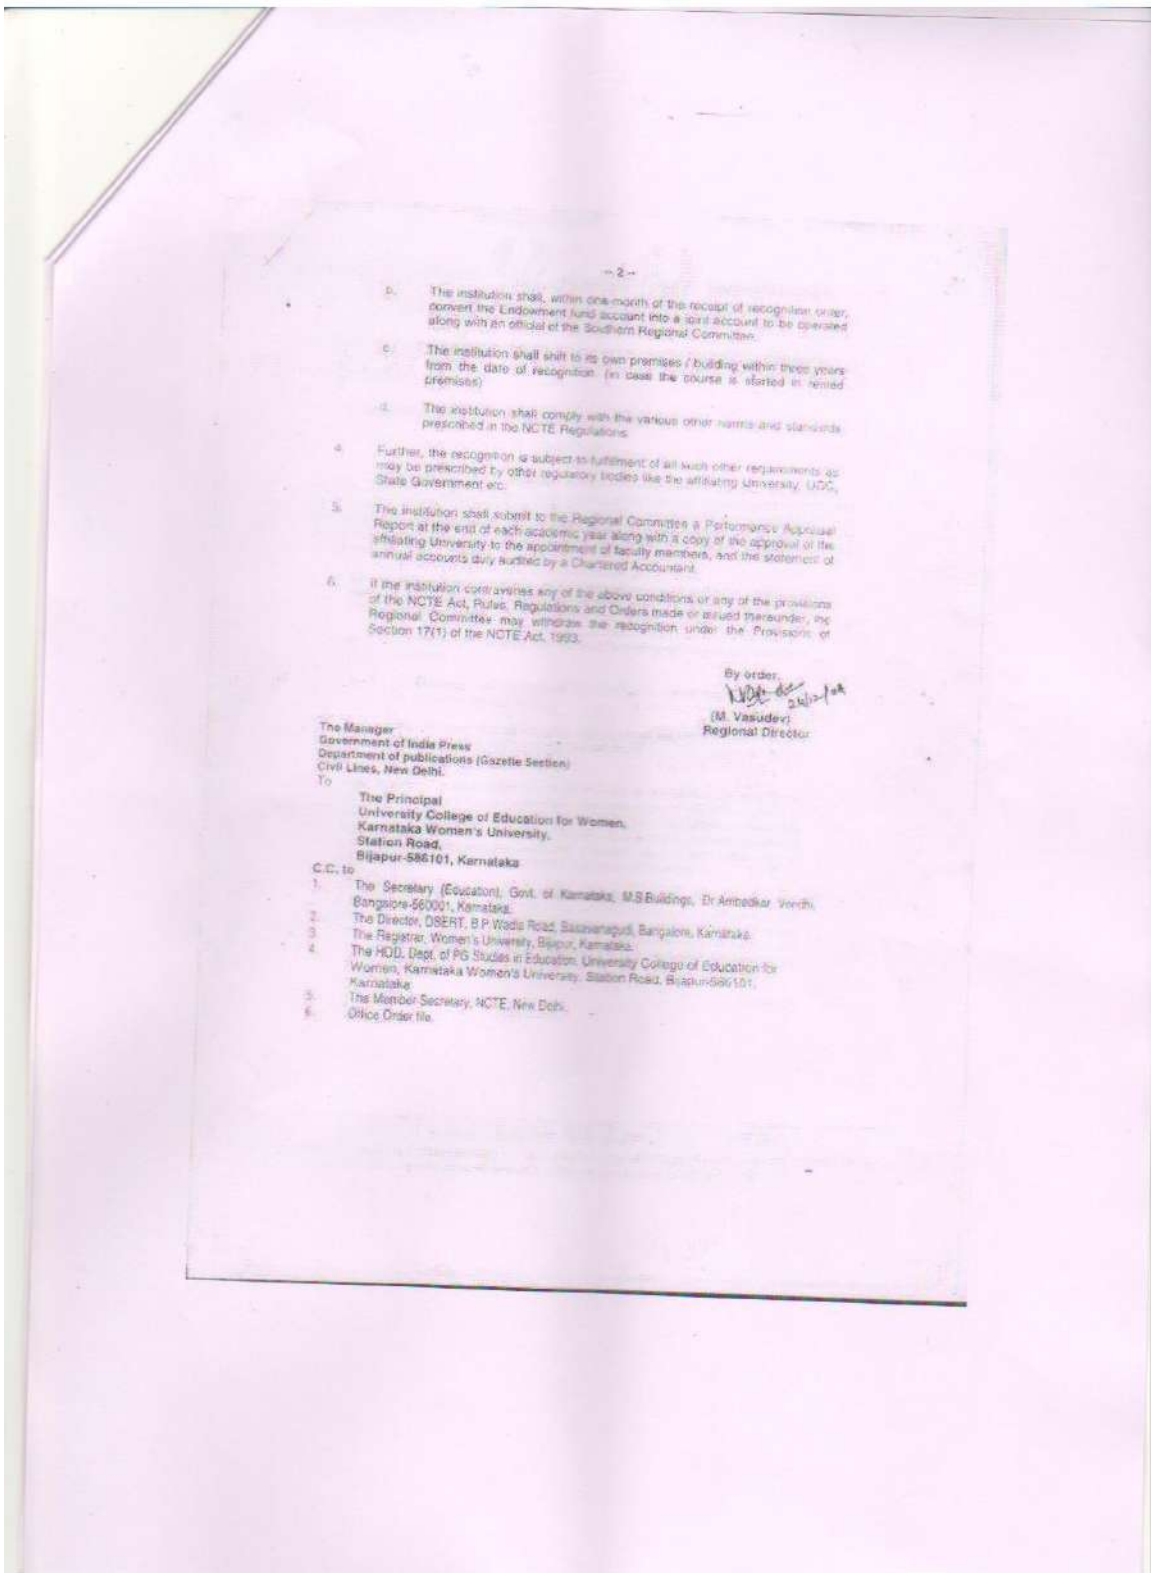 -- 2 --
b. The institution shall, within one month of the receipt of recognition order,
convert the Endowment fund account into a joint account to be operated
along with an official of the Southern Regional Committee.
c. The institution shall shift to its own premises / building within three years
from the date of recognition. (in case the course is started in rented
premises)
d. The institution shall comply with the various other norms and standards
prescribed in the NCTE Regulations.
4. Further, the recognition is subject to fulfilment of all such other requirements as
may be prescribed by other regulatory bodies like the affiliating University, UGC,
State Government etc.
5. The institution shall submit to the Regional Committee a Performance Appraisal
Report at the end of each academic year along with a copy of the approval of the
affiliating University to the appointment of faculty members, and the statement of
annual accounts duly audited by a Chartered Accountant.
6. If the institution contravenes any of the above conditions or any of the provisions
of the NCTE Act, Rules, Regulations and Orders made or issued thereunder, the
Regional Committee may withdraw the recognition under the Provisions of
Section 17(1) of the NCTE Act, 1993.
By order,
(M. Vasudev)
Regional Director
The Manager
Government of India Press
Department of publications (Gazette Section)
Civil Lines, New Delhi.
To
The Principal
University College of Education for Women,
Karnataka Women's University,
Station Road,
Bijapur-586101, Karnataka
C.C. to
1. The Secretary (Education), Govt. of Karnataka, M.S.Buildings, Dr Ambedkar Veedhi,
Bangalore-560001, Karnataka.
2. The Director, DSERT, B.P Wadia Road, Basavanagudi, Bangalore, Karnataka.
3. The Registrar, Women's University, Bijapur, Karnataka.
4. The HOD, Dept. of PG Studies in Education, University College of Education for
Women, Karnataka Women's University, Station Road, Bijapur-586101,
Karnataka
5. The Member Secretary, NCTE, New Delhi.
6. Office Order file.